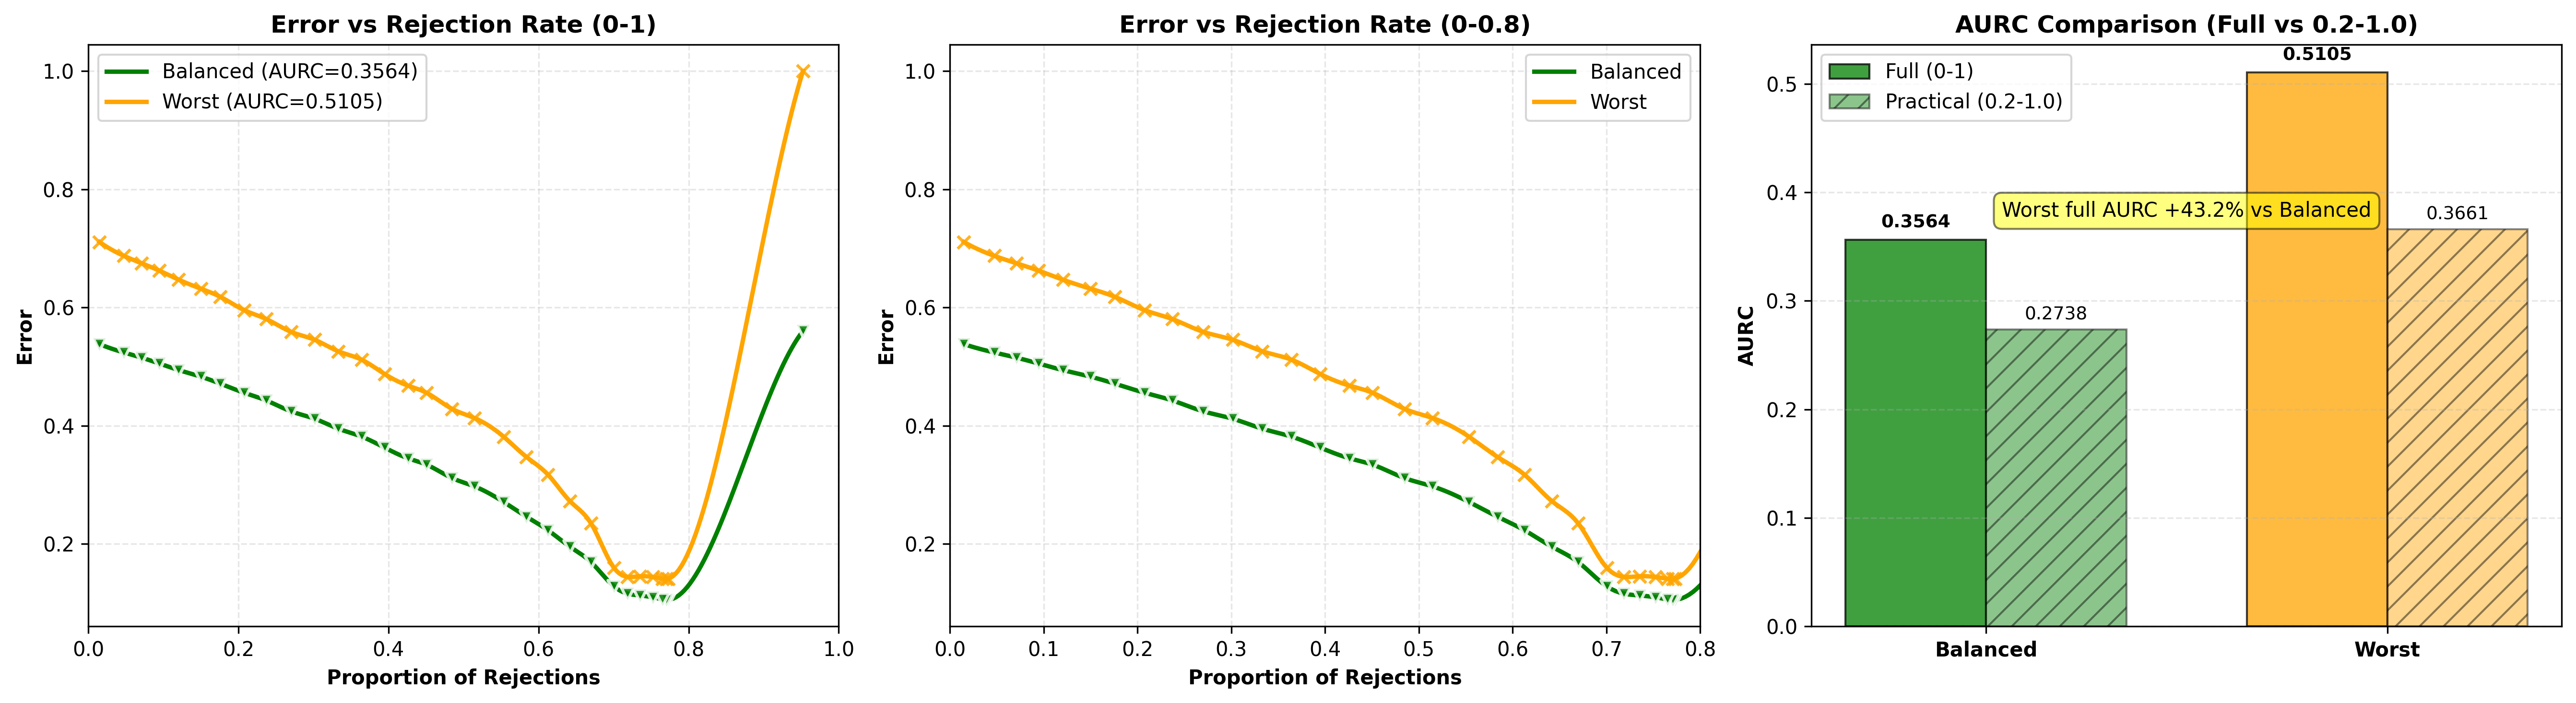 Error vs Rejection Rate (0-1)
Balanced (AURC=0.3564)
Worst (AURC=0.5105)
1.0
0.8
0.6
0.4
0.2
Error
0.0
0.2
0.4
0.6
0.8
1.0
Proportion of Rejections
Error vs Rejection Rate (0-0.8)
Balanced
Worst
1.0
0.8
0.6
0.4
0.2
Error
0.0
0.1
0.2
0.3
0.4
0.5
0.6
0.7
0.8
Proportion of Rejections
AURC Comparison (Full vs 0.2-1.0)
Full (0-1)
Practical (0.2-1.0)
0.5105
0.5
0.4
0.3
0.2
0.1
0.0
AURC
Worst full AURC +43.2% vs Balanced
0.3564
0.2738
0.3661
Balanced
Worst